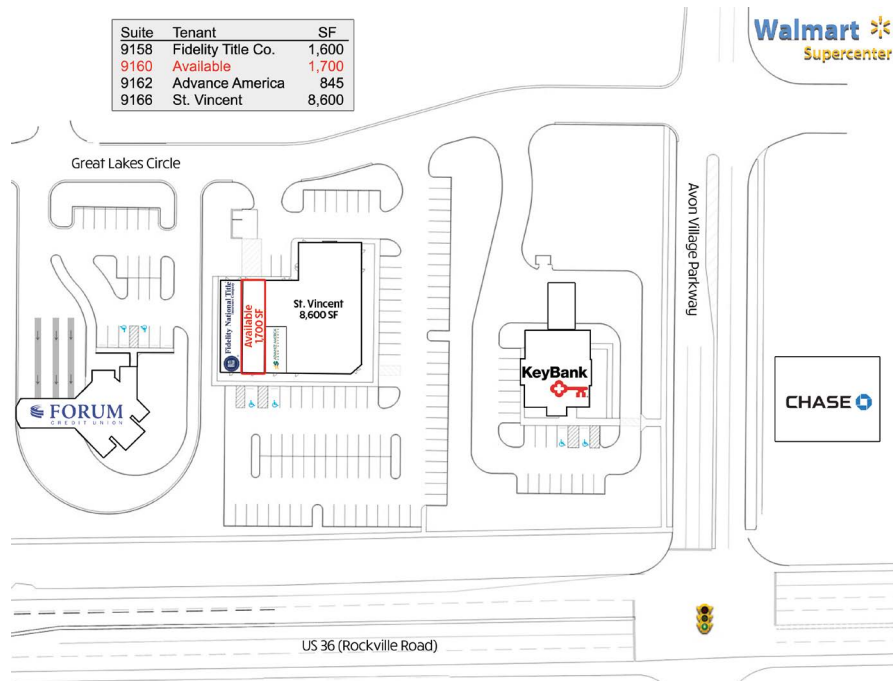 Suite Tenant SF
9158 Fidelity Title Co. 1,600
9160 Available 1,700
9162 Advance America 845
9166 St. Vincent 8,600
Walmart
Supercenter
Great Lakes Circle
Avon Village Parkway
Fidelity National Title
Available
1,700 SF
St. Vincent
8,600 SF
KeyBank
FORUM
CREDIT UNION
CHASE
US 36 (Rockville Road)